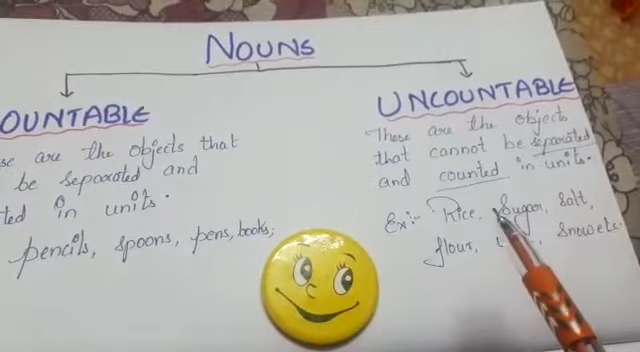 NOUNS
OUNTABLE
se are the objects that
be separated and
ted in units.
pencils, spoons, pens, books,
UNCOUNTABLE
These are the objects
that cannot be separated
and counted in units.
Ex:- Rice, Sugar, Salt,
flour, Snow etc.